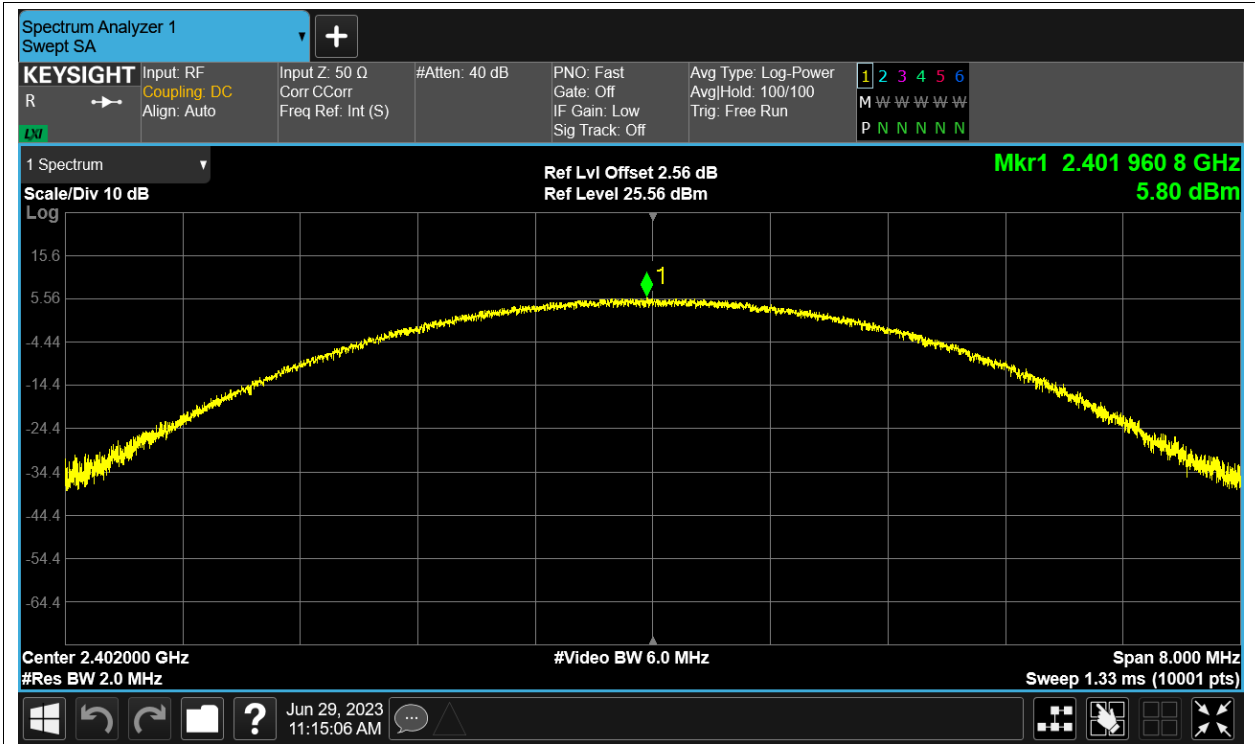 Spectrum Analyzer 1
Swept SA
KEYSIGHT
R
LXI
Input: RF
Coupling: DC
Align: Auto
Input Z: 50 Ω
Corr CCorr
Freq Ref: Int (S)
#Atten: 40 dB
PNO: Fast
Gate: Off
IF Gain: Low
Sig Track: Off
Avg Type: Log-Power
Avg|Hold: 100/100
Trig: Free Run
1 2 3 4 5 6
M W W W W W
P N N N N N
1 Spectrum
Scale/Div 10 dB
Log
Ref Lvl Offset 2.56 dB
Ref Level 25.56 dBm
Mkr1 2.401 960 8 GHz
5.80 dBm
15.6
5.56
-4.44
-14.4
-24.4
-34.4
-44.4
-54.4
-64.4
1
Center 2.402000 GHz
#Res BW 2.0 MHz
#Video BW 6.0 MHz
Span 8.000 MHz
Sweep 1.33 ms (10001 pts)
?
Jun 29, 2023
11:15:06 AM